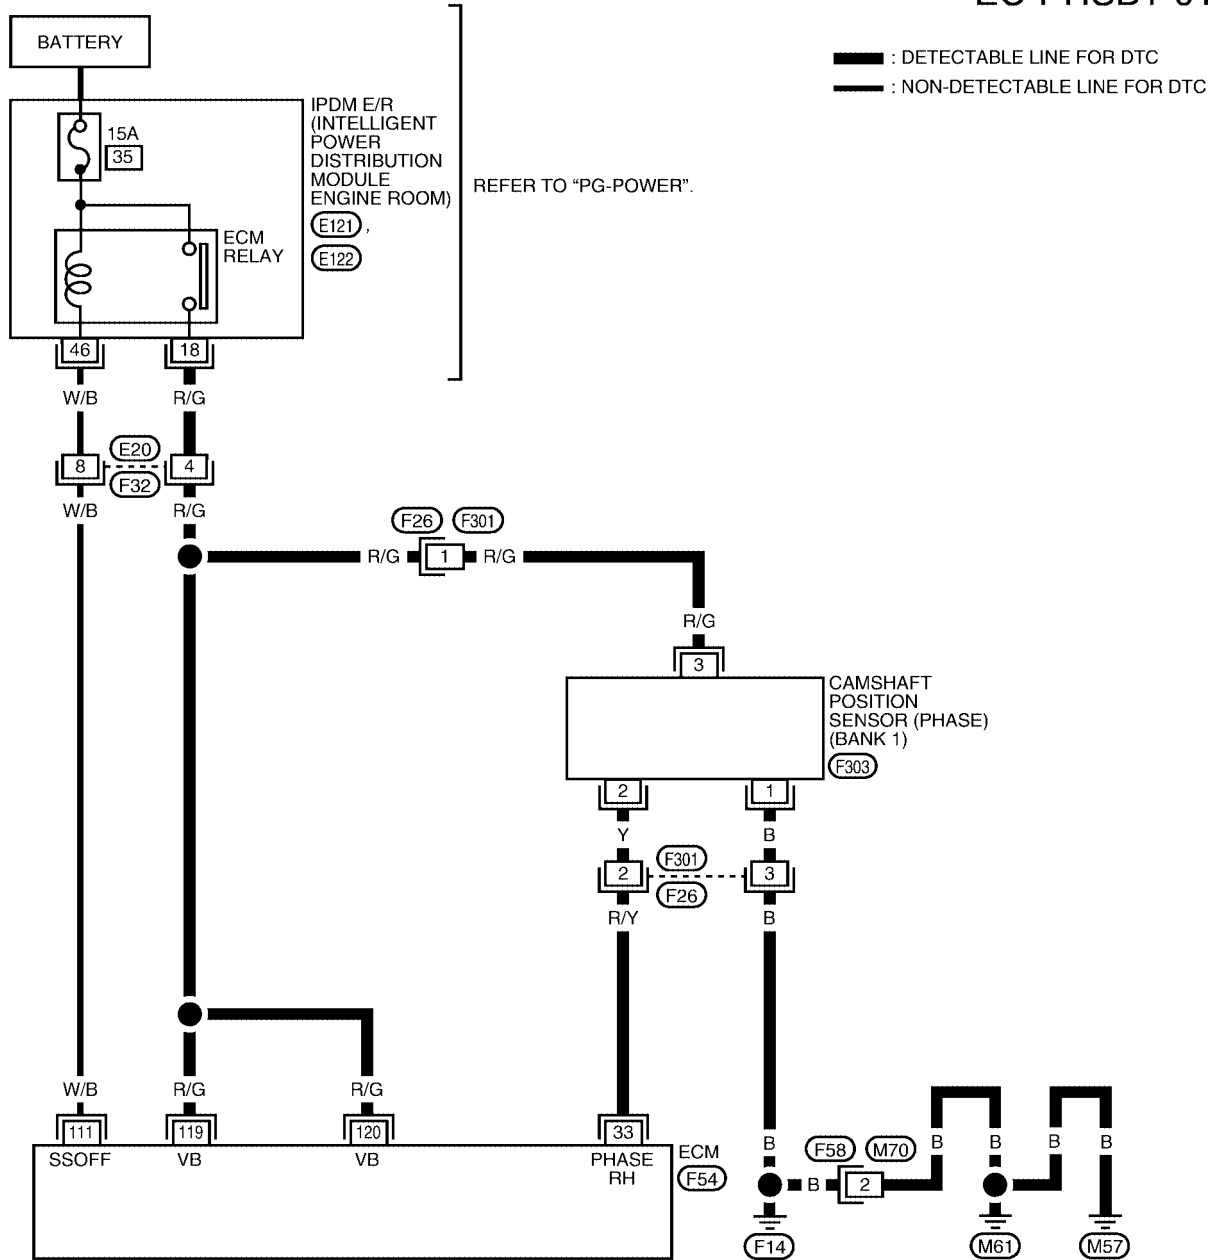 BATTERY
: DETECTABLE LINE FOR DTC
: NON-DETECTABLE LINE FOR DTC
15A
35
IPDM E/R
(INTELLIGENT
POWER
DISTRIBUTION
MODULE
ENGINE ROOM)
E121 ,
E122
REFER TO “PG-POWER”.
ECM
RELAY
46
18
W/B
R/G
8
E20
F32
4
W/B
R/G
F26
F301
R/G
1
R/G
R/G
3
CAMSHAFT
POSITION
SENSOR (PHASE)
(BANK 1)
F303
2
1
Y
B
2
F301
F26
3
R/Y
B
W/B
R/G
R/G
111
119
120
33
SSOFF
VB
VB
PHASE
RH
ECM
F54
B
F58
M70
B
B
B
B
B
2
F14
M61
M57